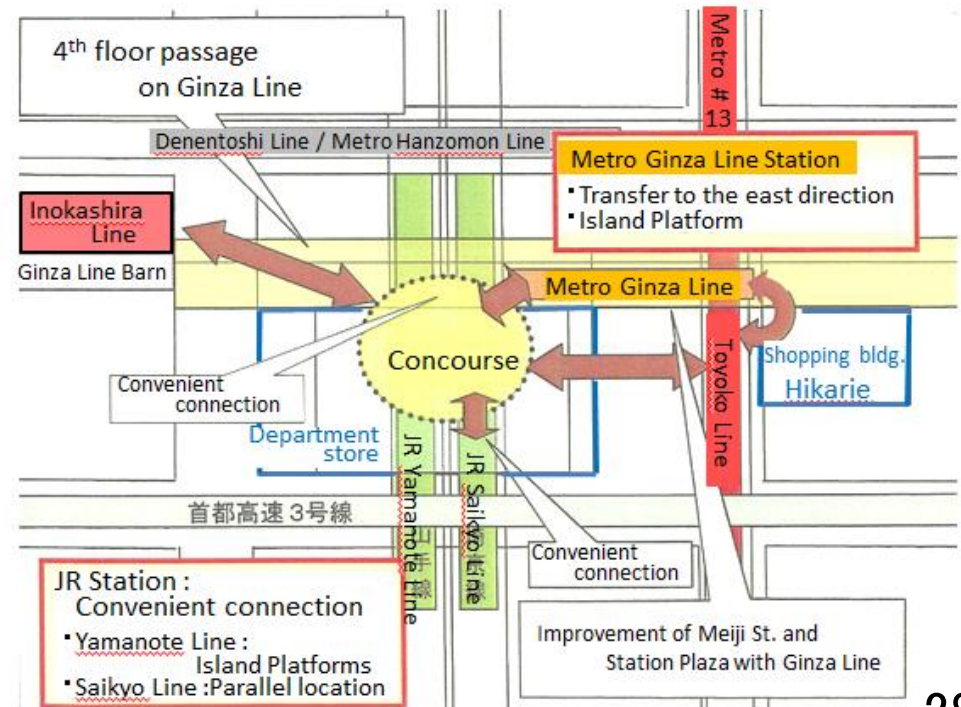 4th floor passage
on Ginza Line
Metro # 13
Denentoshi Line / Metro Hanzomon Line
Metro Ginza Line Station
・Transfer to the east direction
・Island Platform
Inokashira
Line
Ginza Line Barn
Metro Ginza Line
Concourse
Convenient
connection
Toyoko Line
Shopping bldg.
Hikarie
Department
store
JR Yamanote Line
JR Saikyo Line
首都高速3号線
Convenient
connection
JR Station :
Convenient connection
・Yamanote Line :
Island Platforms
・Saikyo Line :Parallel location
Improvement of Meiji St. and
Station Plaza with Ginza Line